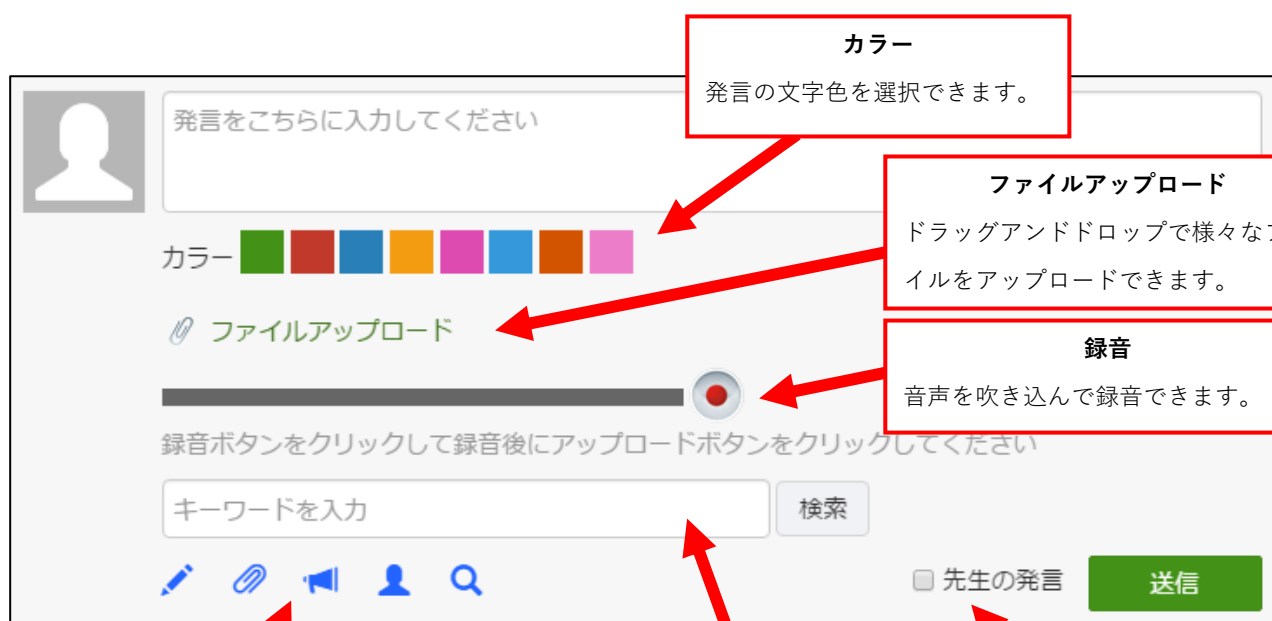 カラー
発言の文字色を選択できます。
発言をこちらに入力してください
ファイルアップロード
ドラッグアンドドロップで様々な
イルをアップロードできます。
カラー
ファイルアップロード
録音
音声を吹き込んで録音できます。
録音ボタンをクリックして録音後にアップロードボタンをクリックしてください
キーワードを入力
検索
先生の発言
送信